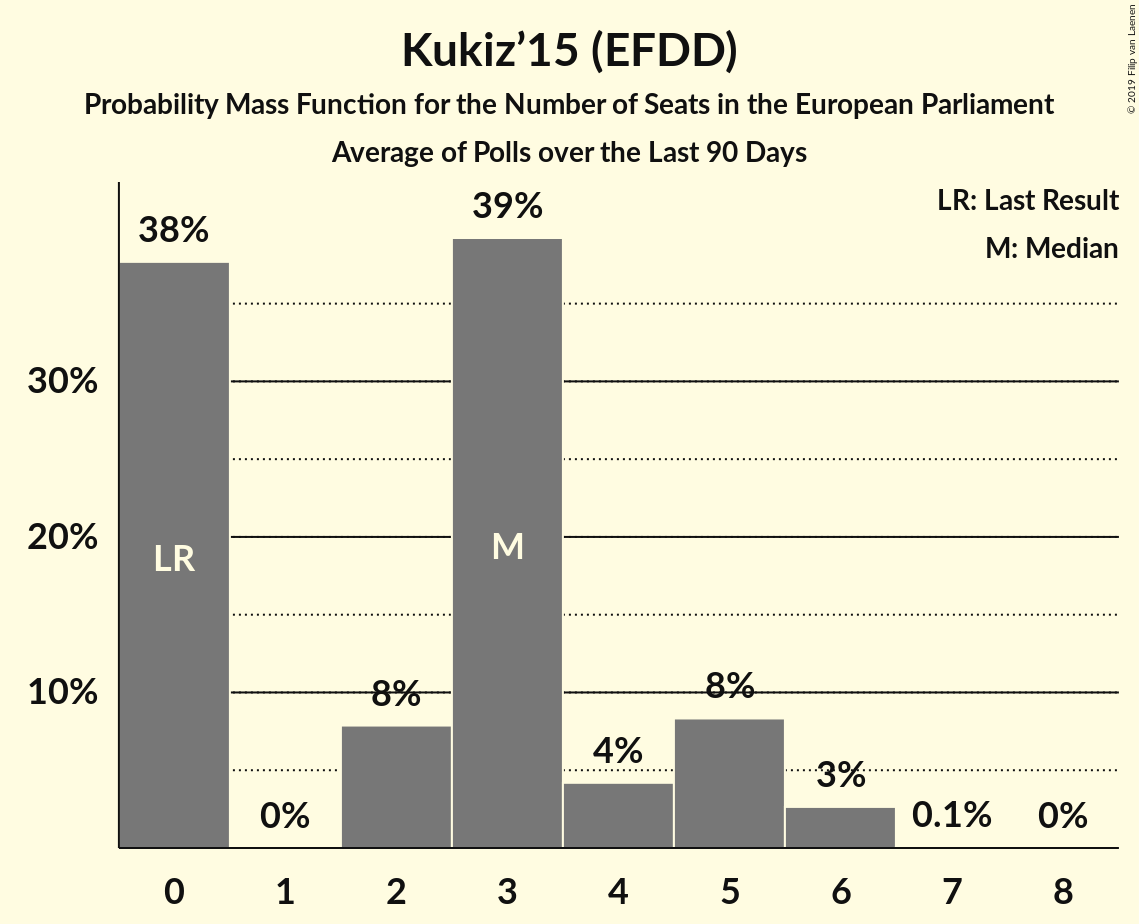 Kukiz’15 (EFDD)
Probability Mass Function for the Number of Seats in the European Parliament
Average of Polls over the Last 90 Days
© 2019 Filip van Laenen
LR: Last Result
M: Median
38%
0%
8%
39%
4%
8%
3%
0.1%
0%
30%
20%
10%
LR
M
0 1 2 3 4 5 6 7 8